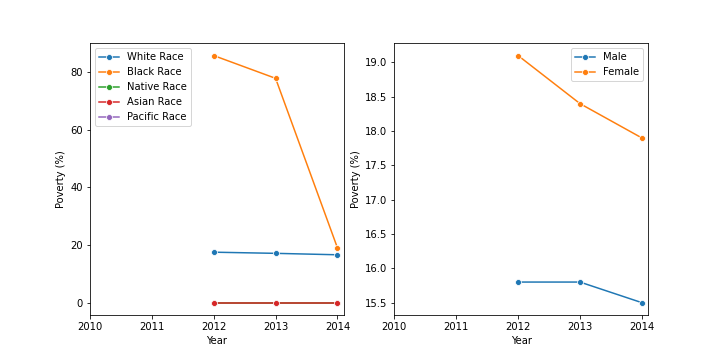 White Race
Black Race
Native Race
Asian Race
Pacific Race
80
60
40
20
0
Poverty (%)
2010 2011 2012 2013 2014
Year
Male
Female
19.0
18.5
18.0
17.5
17.0
16.5
16.0
15.5
Poverty (%)
2010 2011 2012 2013 2014
Year